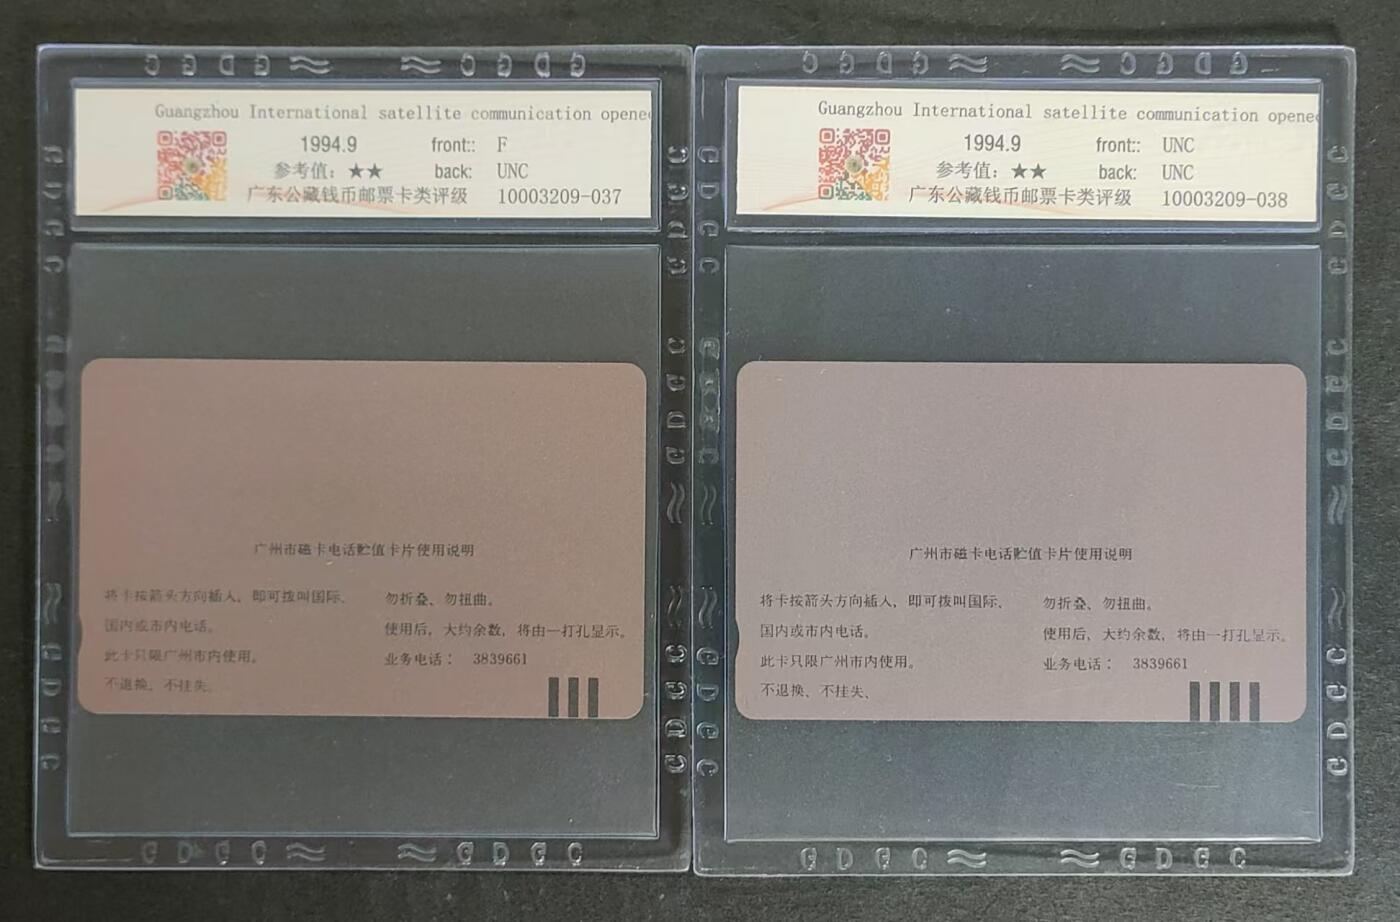 Guangzhou International satellite communication opene
1994.9 front:: F
参考值：★★ back: UNC
广东公藏钱币邮票卡类评级 10003209-037
广州市磁卡电话贮值卡片使用说明
将卡按箭头方向插入，即可拨叫国际、
国内或市内电话。
此卡只限广州市内使用。
不退换、不挂失、
勿折叠、勿扭曲。
使用后，大约余数，将由一打孔显示。
业务电话： 3839661
Guangzhou International satellite communication opene
1994.9 front:: UNC
参考值：★★ back: UNC
广东公藏钱币邮票卡类评级 10003209-038
广州市磁卡电话贮值卡片使用说明
将卡按箭头方向插入，即可拨叫国际、
国内或市内电话。
此卡只限广州市内使用。
不退换、不挂失、
勿折叠、勿扭曲。
使用后，大约余数，将由一打孔显示。
业务电话： 3839661